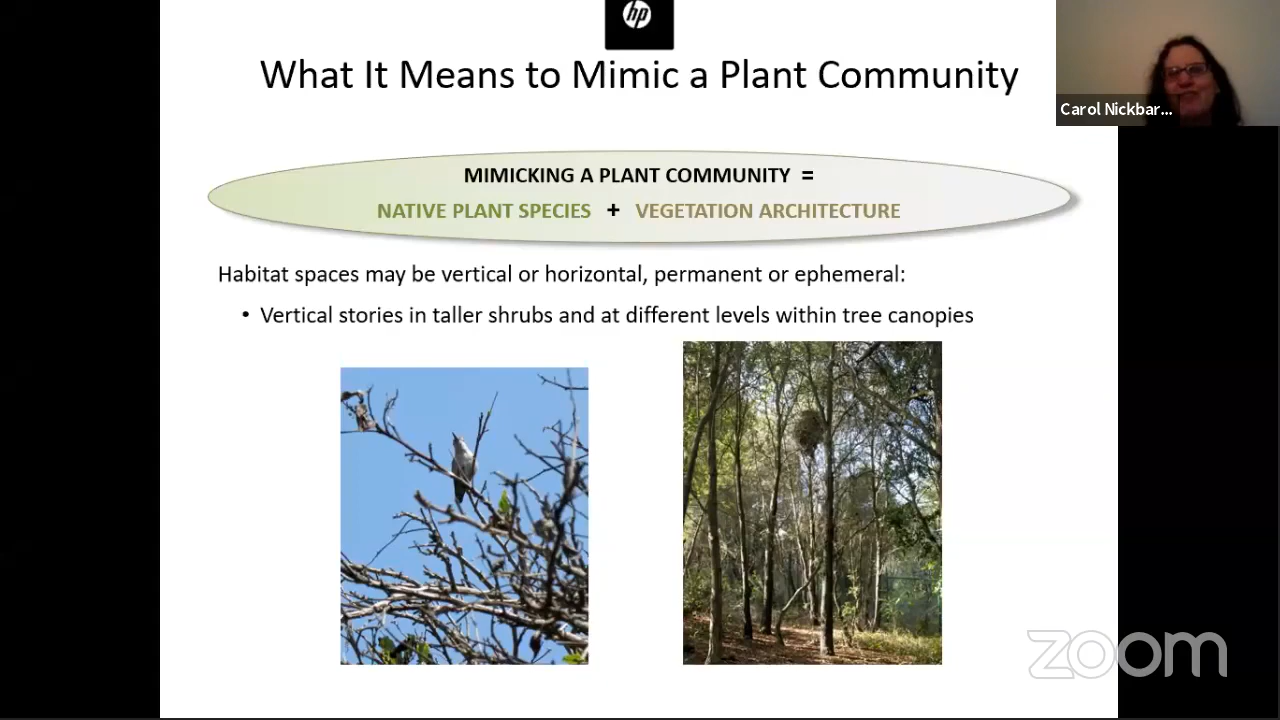 hp
What It Means to Mimic a Plant Community
Carol Nickbar...
MIMICKING A PLANT COMMUNITY =
NATIVE PLANT SPECIES + VEGETATION ARCHITECTURE
Habitat spaces may be vertical or horizontal, permanent or ephemeral:
• Vertical stories in taller shrubs and at different levels within tree canopies
zoom